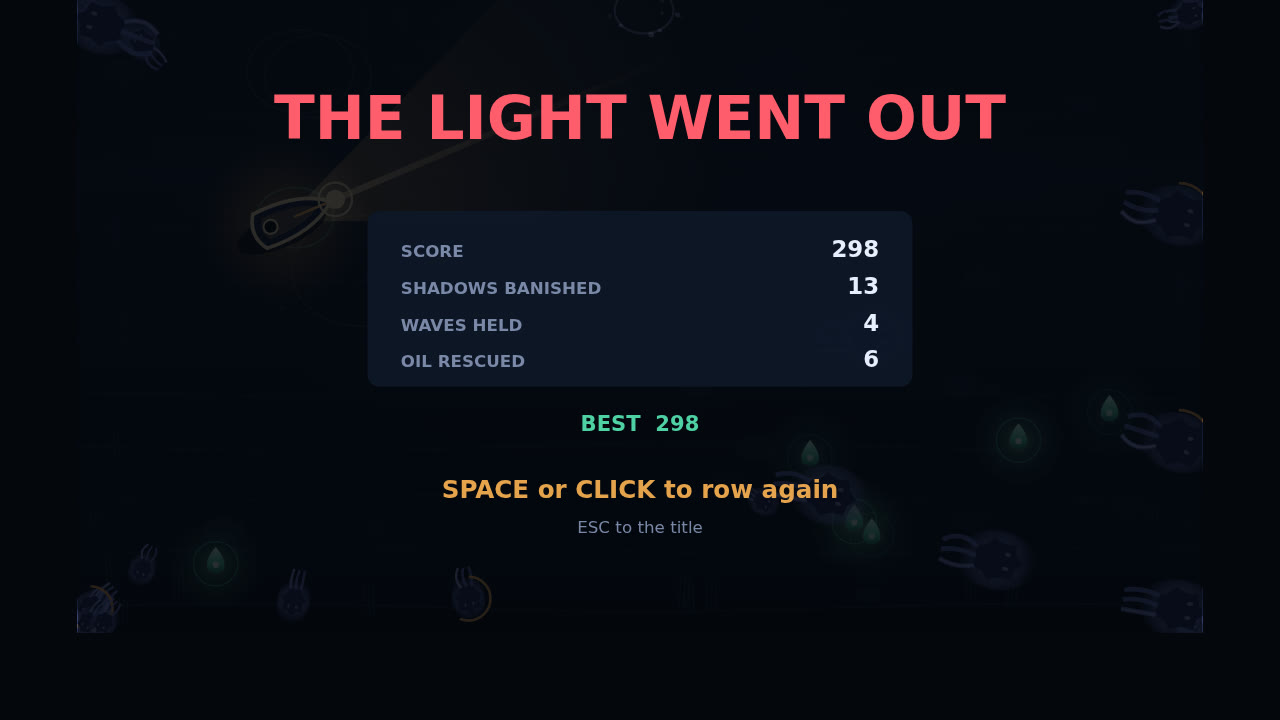 THE LIGHT WENT OUT
SCORE 298
SHADOWS BANISHED 13
WAVES HELD 4
OIL RESCUED 6
BEST 298
SPACE or CLICK to row again
ESC to the title